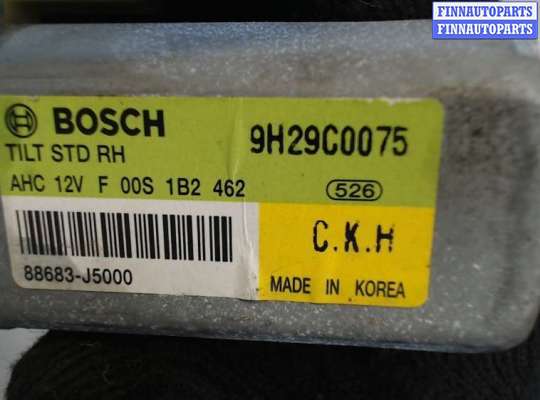 FINNAUTOPARTS
FINNAUTOPARTS
BOSCH
9H29C0075
TILT STD RH
AHC 12V F 00S 1B2 462
526
C.K.H
88683-J5000
MADE IN KOREA